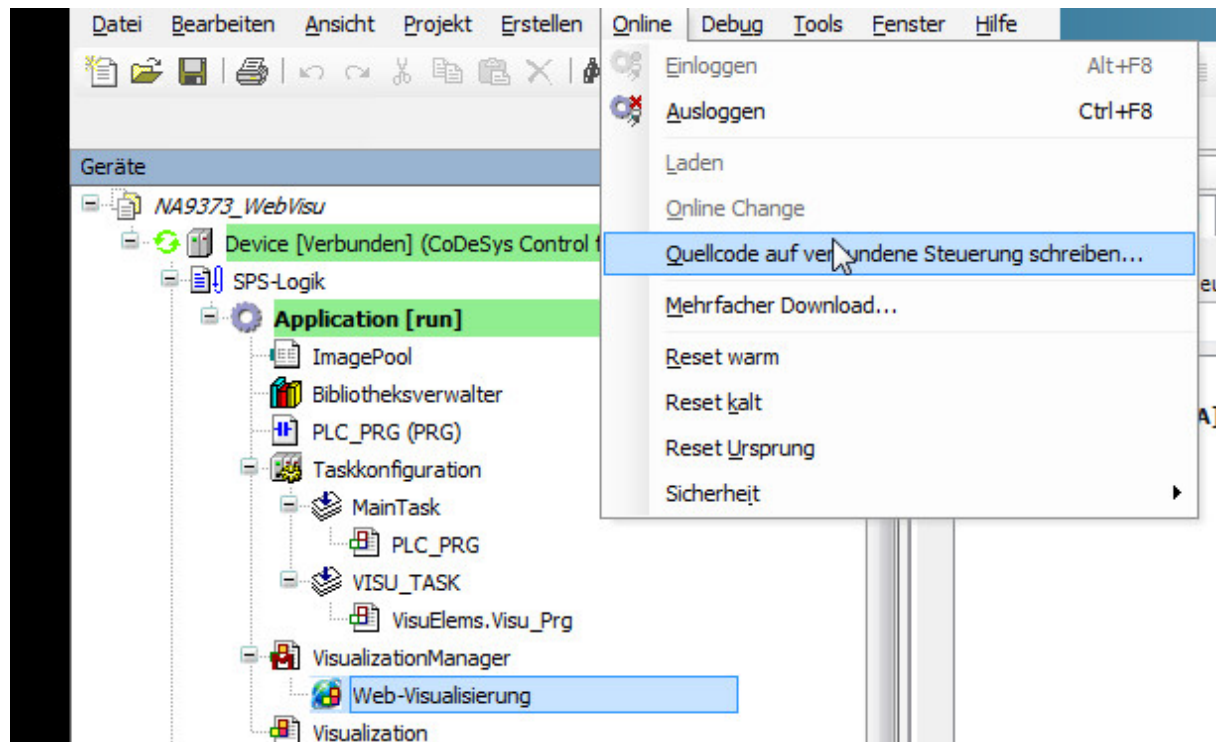 Datei Bearbeiten Ansicht Projekt Erstellen Online Debug Tools Fenster Hilfe
Einloggen Alt+F8
Ausloggen Ctrl+F8
Laden
Online Change
Quellcode auf verbundene Steuerung schreiben...
Mehrfacher Download...
Reset warm
Reset kalt
Reset Ursprung
Sicherheit
Geräte
NA9373_WebVisu
Device [Verbunden] (CoDeSys Control
SPS-Logik
Application [run]
ImagePool
Bibliotheksverwalter
PLC_PRG (PRG)
Taskkonfiguration
MainTask
PLC_PRG
VISU_TASK
VisuElems.Visu_Prg
VisualizationManager
Web-Visualisierung
Visualization